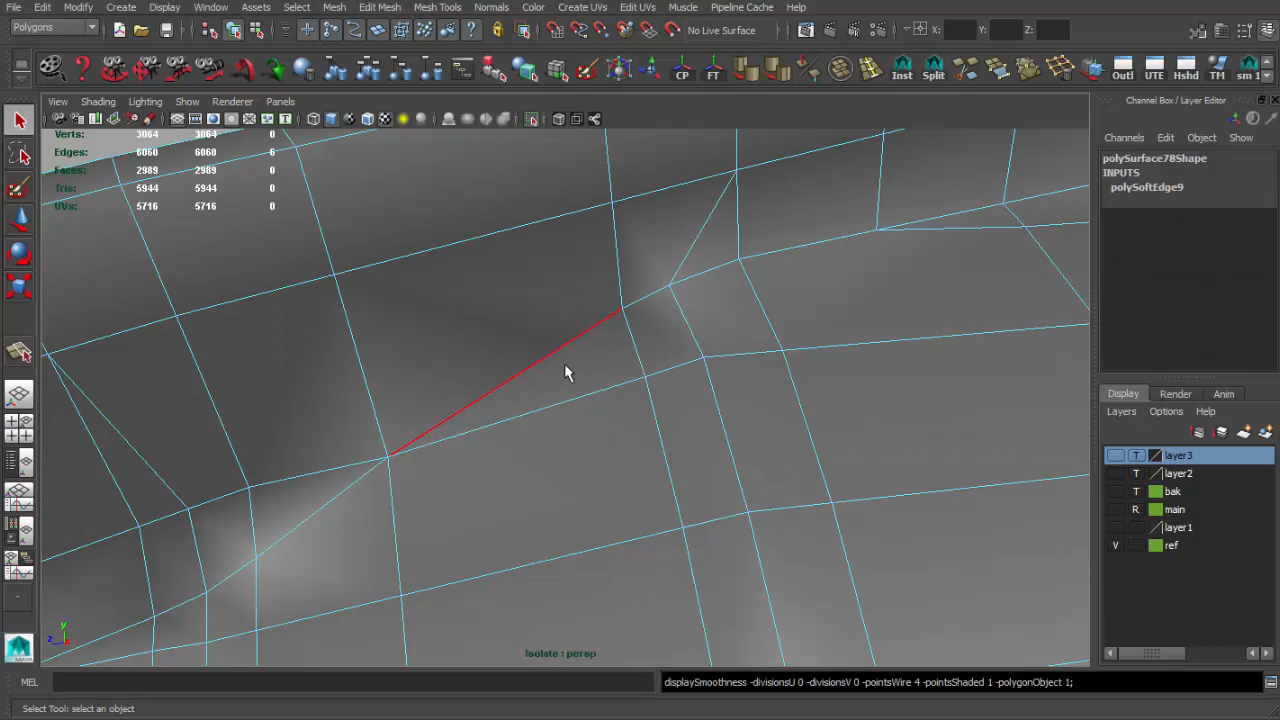 File Edit Modify Create Display Window Assets Select Mesh Edit Mesh Mesh Tools Normals Color Create UVs Edit UVs Muscle Pipeline Cache Help
Polygons No Live Surface X: Y: Z:
CP FT Inst Split Outl UTE Hshd TM sm 1
View Shading Lighting Show Renderer Panels
Channel Box / Layer Editor
Channels Edit Object Show
Verts: 3064 3064 0
Edges: 6060 6060 6
Faces: 2989 2989 0
Tris: 5944 5944 0
UVs: 5716 5716 0
polySurface78Shape
INPUTS
polySoftEdge9
Display Render Anim
Layers Options Help
T layer3
T layer2
T bak
R main
layer1
V ref
y
z x
Isolate : persp
MEL displaySmoothness -divisionsU 0 -divisionsV 0 -pointsWire 4 -pointsShaded 1 -polygonObject 1;
Select Tool: select an object